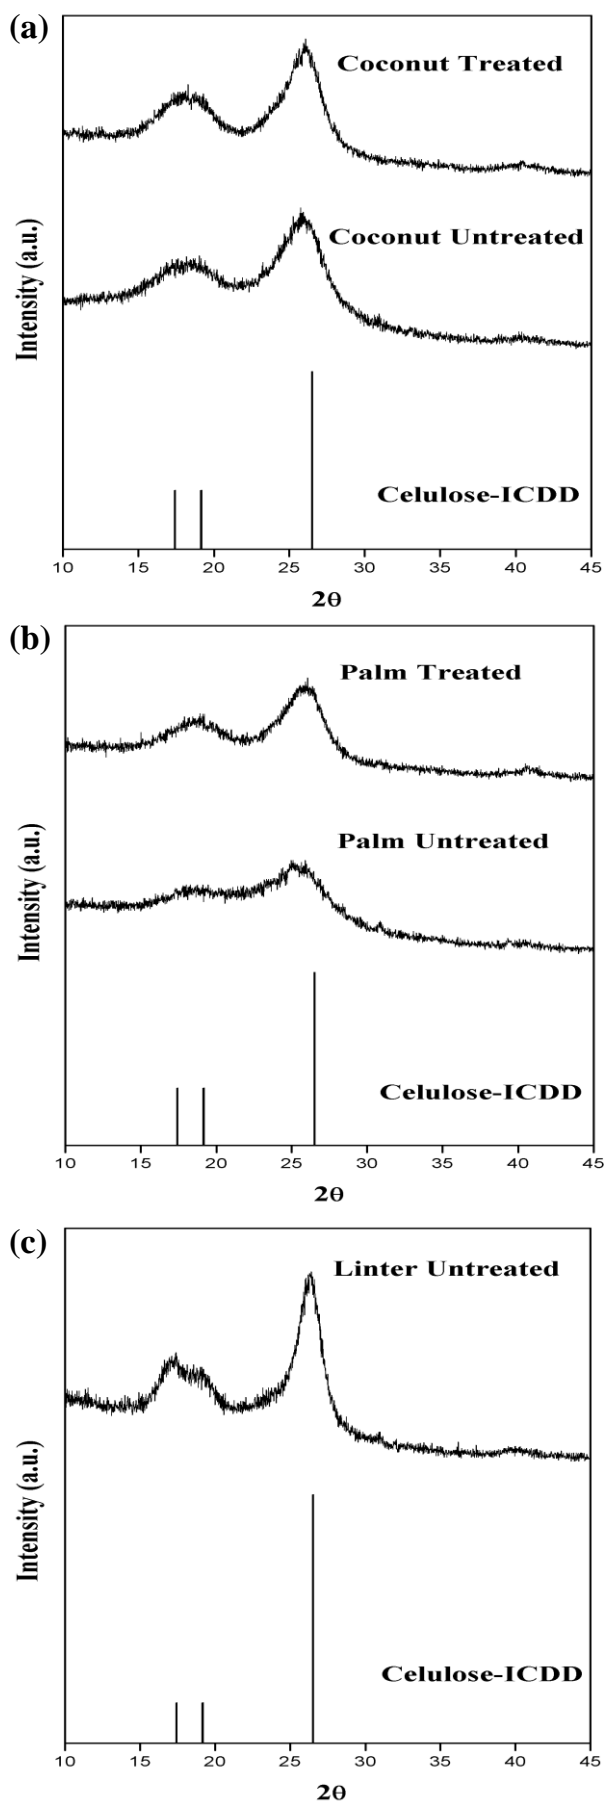 (a)
Coconut Treated
Coconut Untreated
Intensity (a.u.)
Celulose-ICDD
10 15 20 25 30 35 40 45
2θ
(b)
Palm Treated
Palm Untreated
Intensity (a.u.)
Celulose-ICDD
10 15 20 25 30 35 40 45
2θ
(c)
Linter Untreated
Intensity (a.u.)
Celulose-ICDD
10 15 20 25 30 35 40 45
2θ